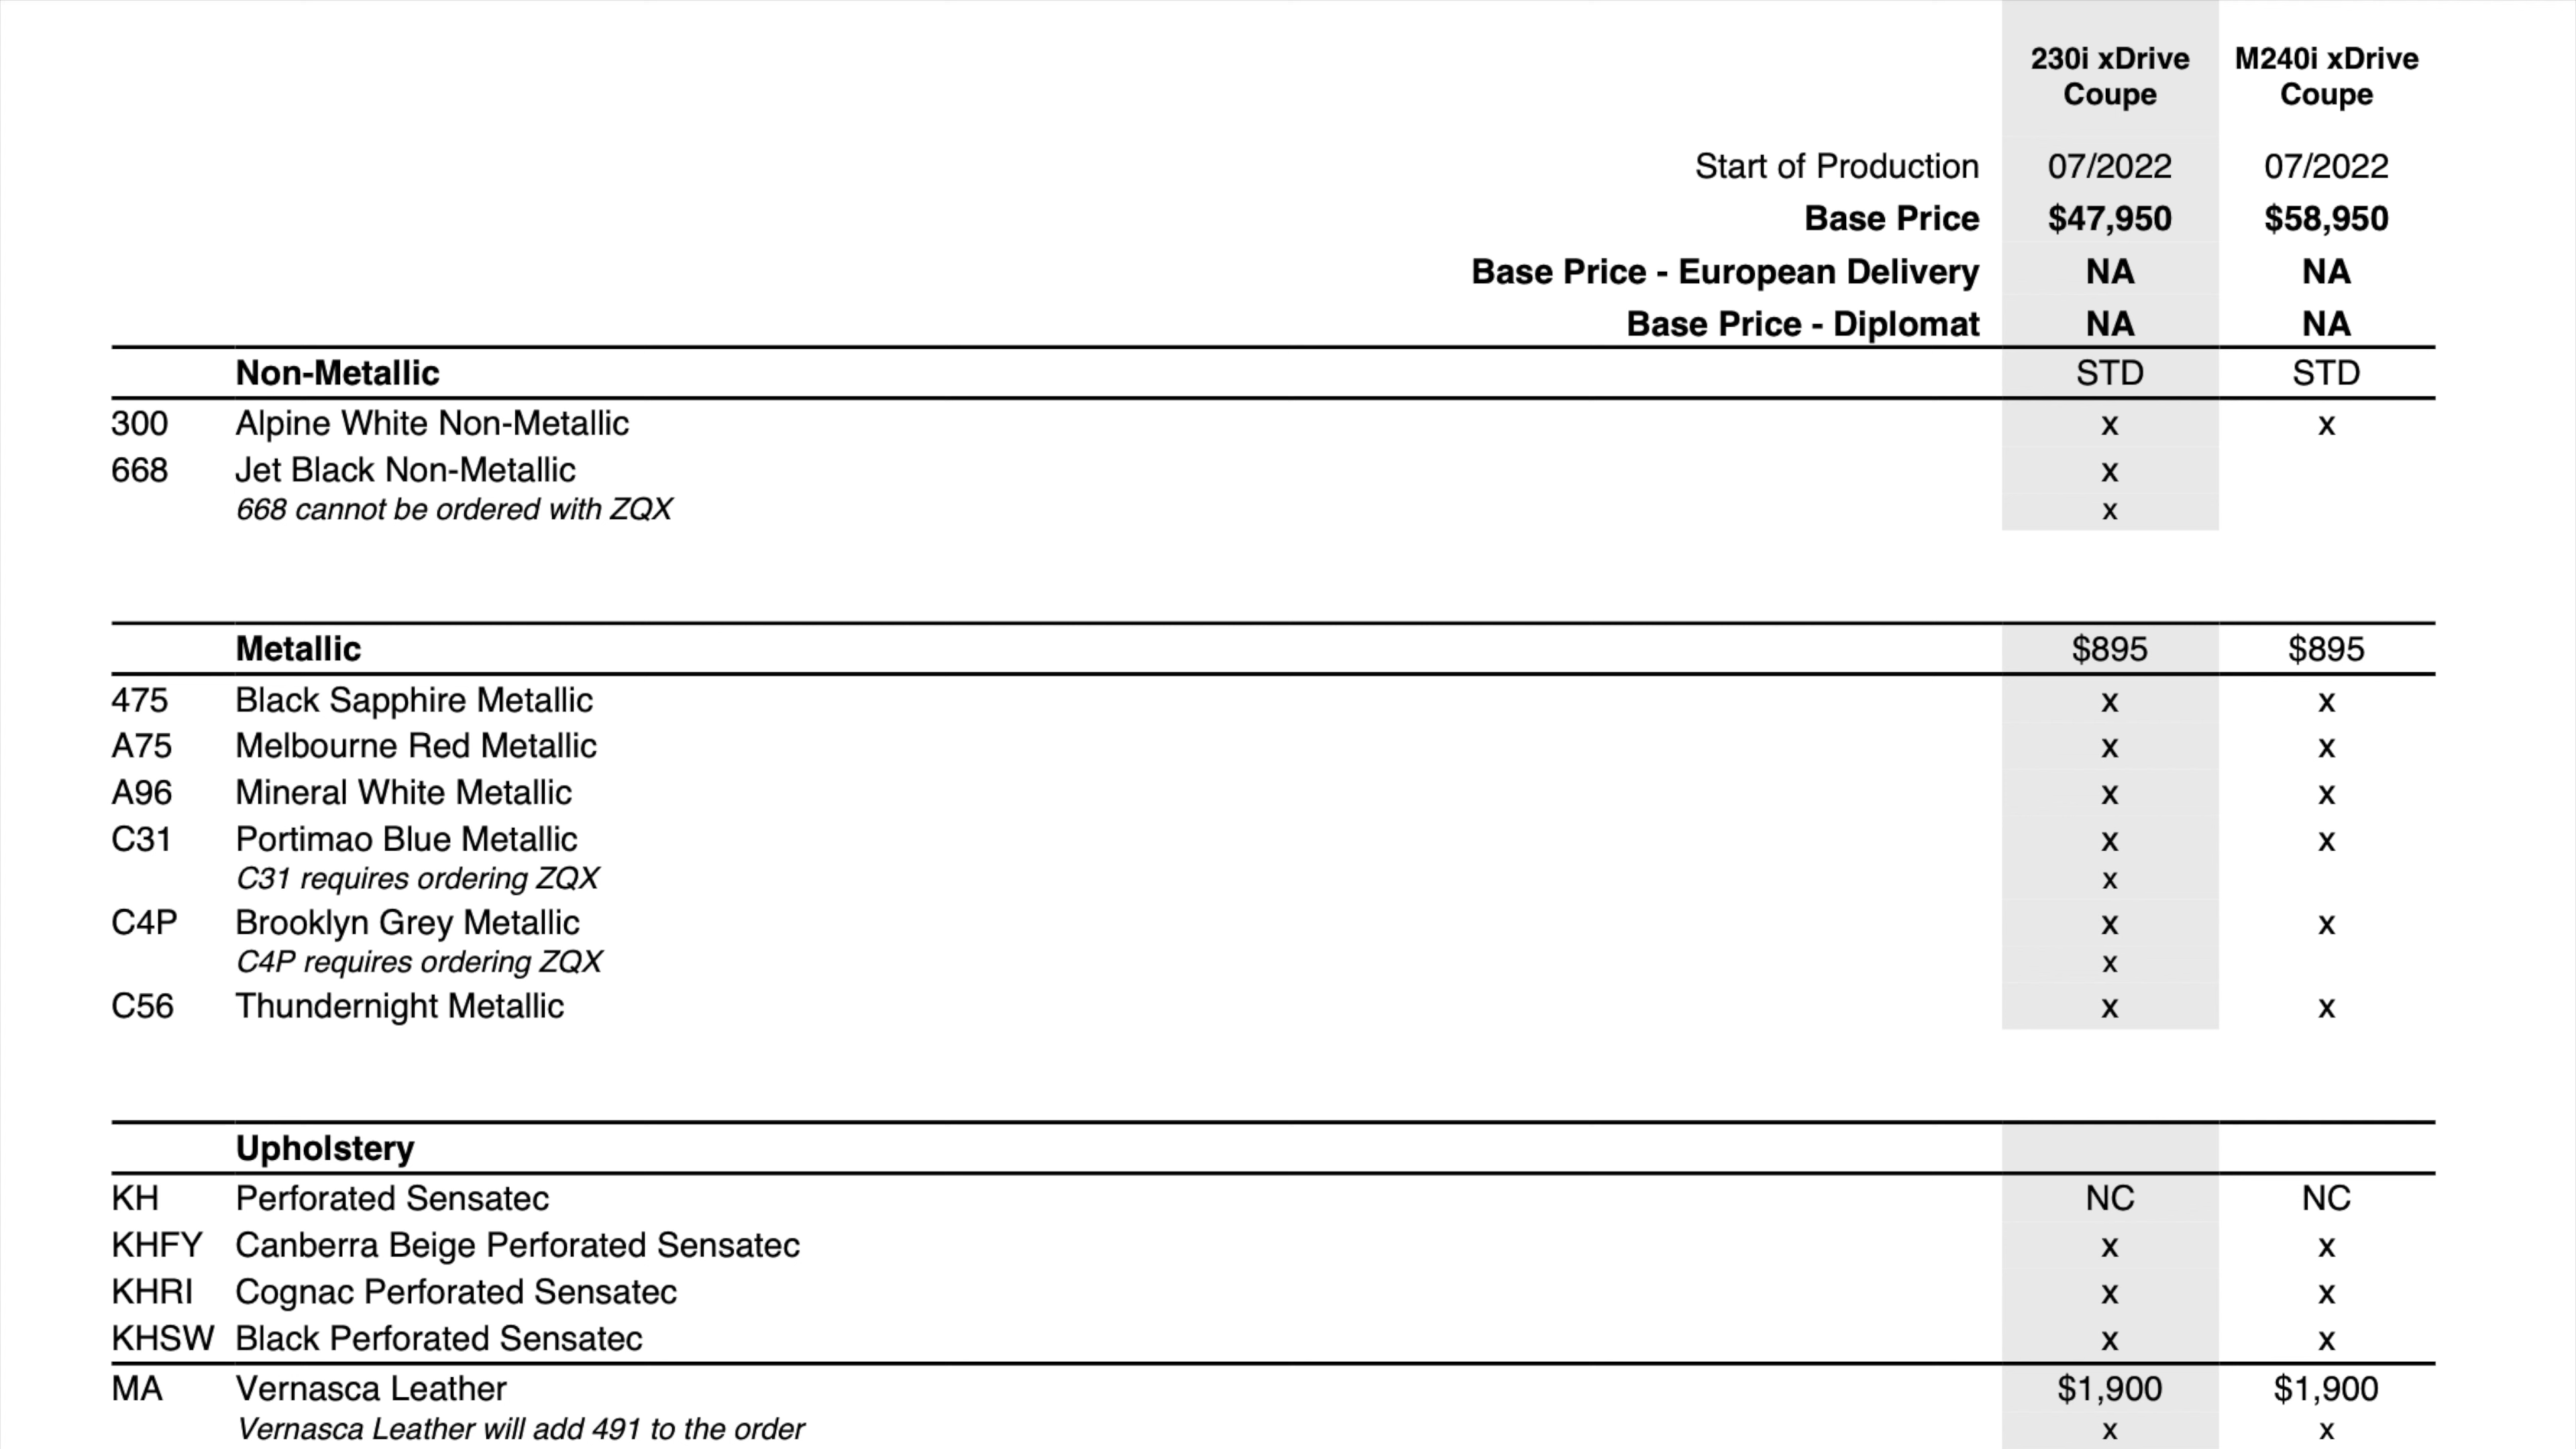 230i xDrive Coupe M240i xDrive Coupe
Start of Production 07/2022 07/2022
Base Price $47,950 $58,950
Base Price - European Delivery NA NA
Base Price - Diplomat NA NA
Non-Metallic STD STD
300 Alpine White Non-Metallic x x
668 Jet Black Non-Metallic x
668 cannot be ordered with ZQX x
Metallic $895 $895
475 Black Sapphire Metallic x x
A75 Melbourne Red Metallic x x
A96 Mineral White Metallic x x
C31 Portimao Blue Metallic x x
C31 requires ordering ZQX x
C4P Brooklyn Grey Metallic x x
C4P requires ordering ZQX x
C56 Thundernight Metallic x x
Upholstery
KH Perforated Sensatec NC NC
KHFY Canberra Beige Perforated Sensatec x x
KHRI Cognac Perforated Sensatec x x
KHSW Black Perforated Sensatec x x
MA Vernasca Leather $1,900 $1,900
Vernasca Leather will add 491 to the order x x